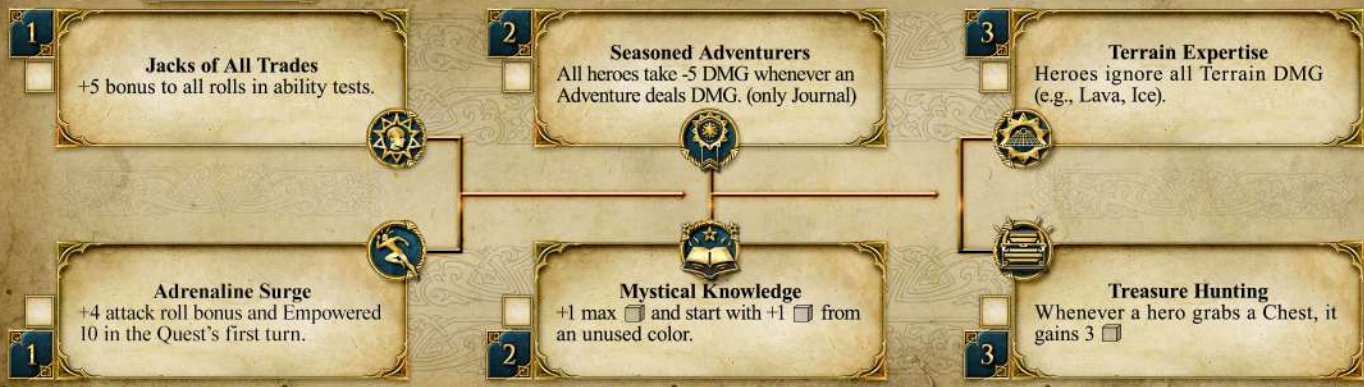 1
Jacks of All Trades
+5 bonus to all rolls in ability tests.
2
Seasoned Adventurers
All heroes take -5 DMG whenever an
Adventure deals DMG. (only Journal)
3
Terrain Expertise
Heroes ignore all Terrain DMG
(e.g., Lava, Ice).
1
Adrenaline Surge
+4 attack roll bonus and Empowered
10 in the Quest's first turn.
2
Mystical Knowledge
+1 max and start with +1 from
an unused color.
3
Treasure Hunting
Whenever a hero grabs a Chest, it
gains 3